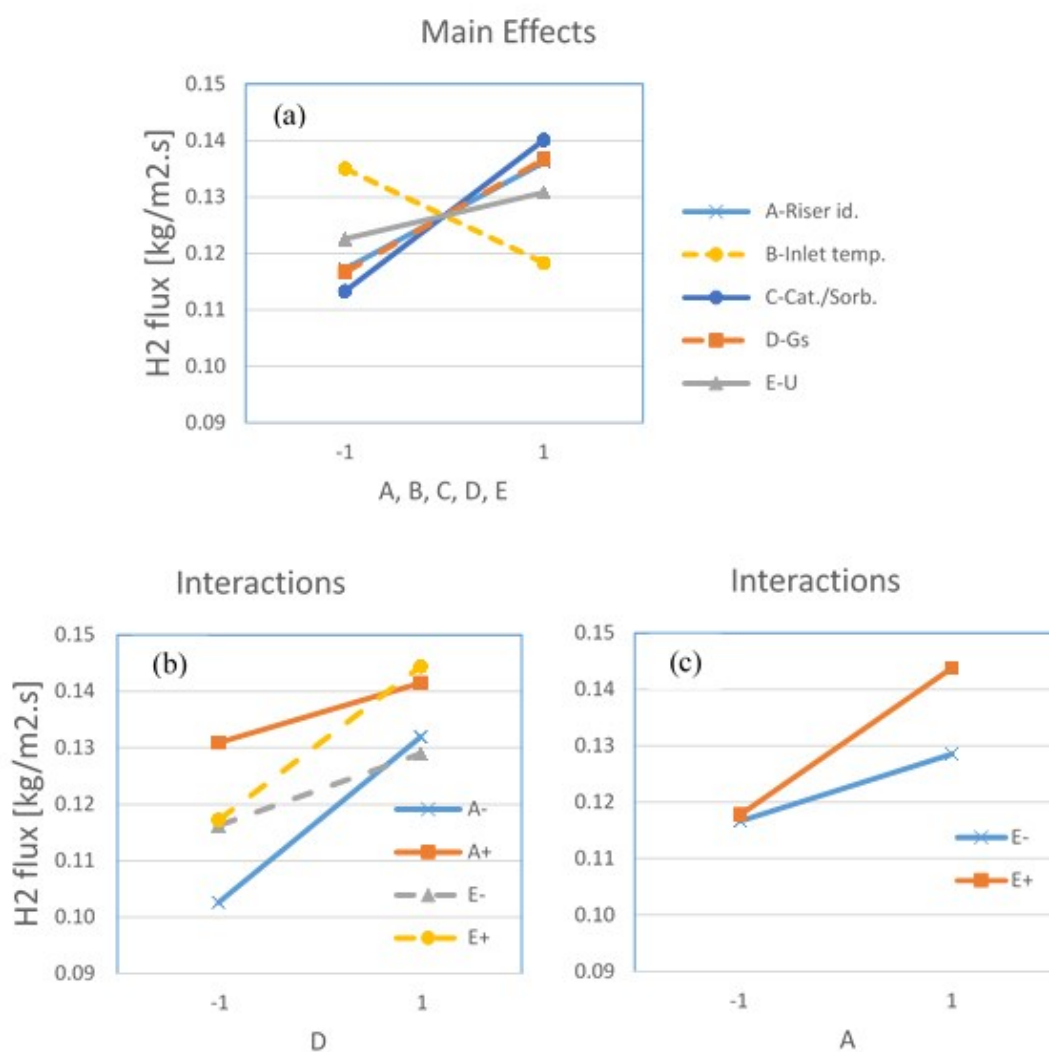 Main Effects
(a)
H2 flux [kg/m2.s]
0.15
0.14
0.13
0.12
0.11
0.10
0.09
-1 1
A, B, C, D, E
A-Riser id.
B-Inlet temp.
C-Cat./Sorb.
D-Gs
E-U
Interactions
(b)
H2 flux [kg/m2.s]
0.15
0.14
0.13
0.12
0.11
0.10
0.09
-1 1
D
A-
A+
E-
E+
Interactions
(c)
0.15
0.14
0.13
0.12
0.11
0.10
0.09
-1 1
A
E-
E+